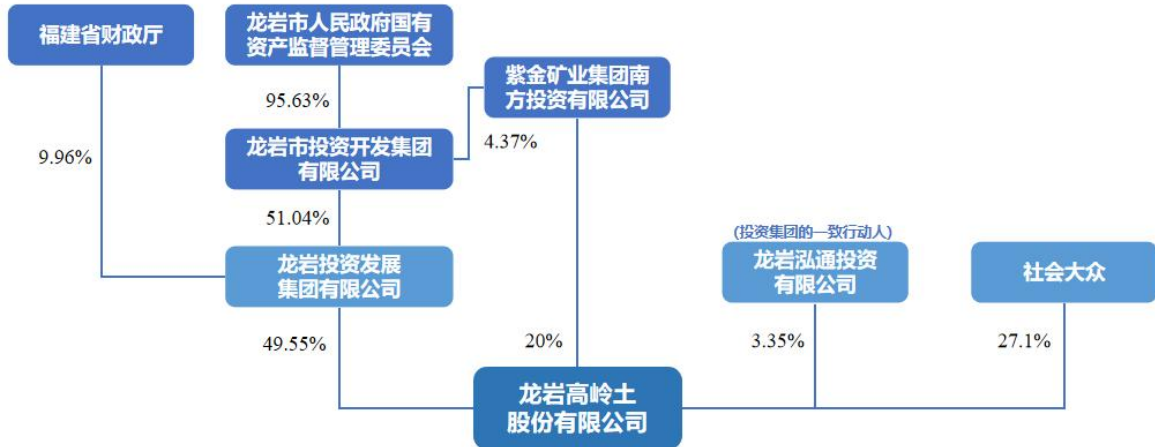 福建省财政厅
龙岩市人民政府国有
资产监督管理委员会
紫金矿业集团南
方投资有限公司
95.63%
4.37%
9.96%
龙岩市投资开发集团
有限公司
51.04%
(投资集团的一致行动人)
龙岩投资发展
集团有限公司
龙岩泓通投资
有限公司
社会大众
49.55%
20%
3.35%
27.1%
龙岩高岭土
股份有限公司